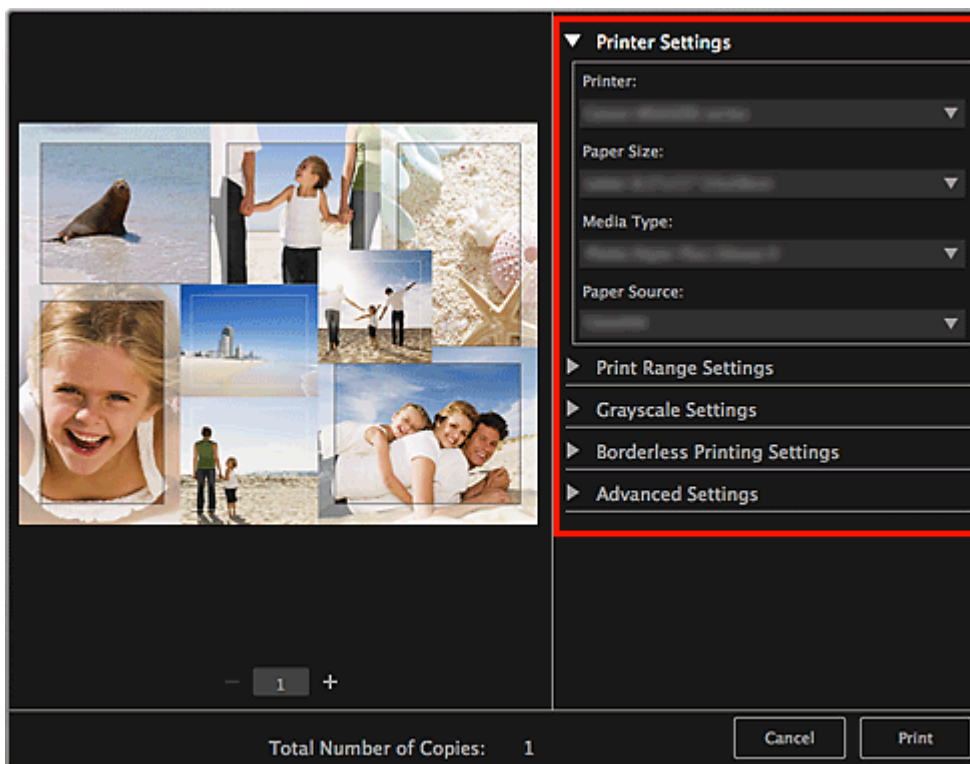 Printer Settings
Printer:
Paper Size:
Media Type:
Paper Source:
Print Range Settings
Grayscale Settings
Borderless Printing Settings
Advanced Settings
1
Total Number of Copies: 1
Cancel
Print